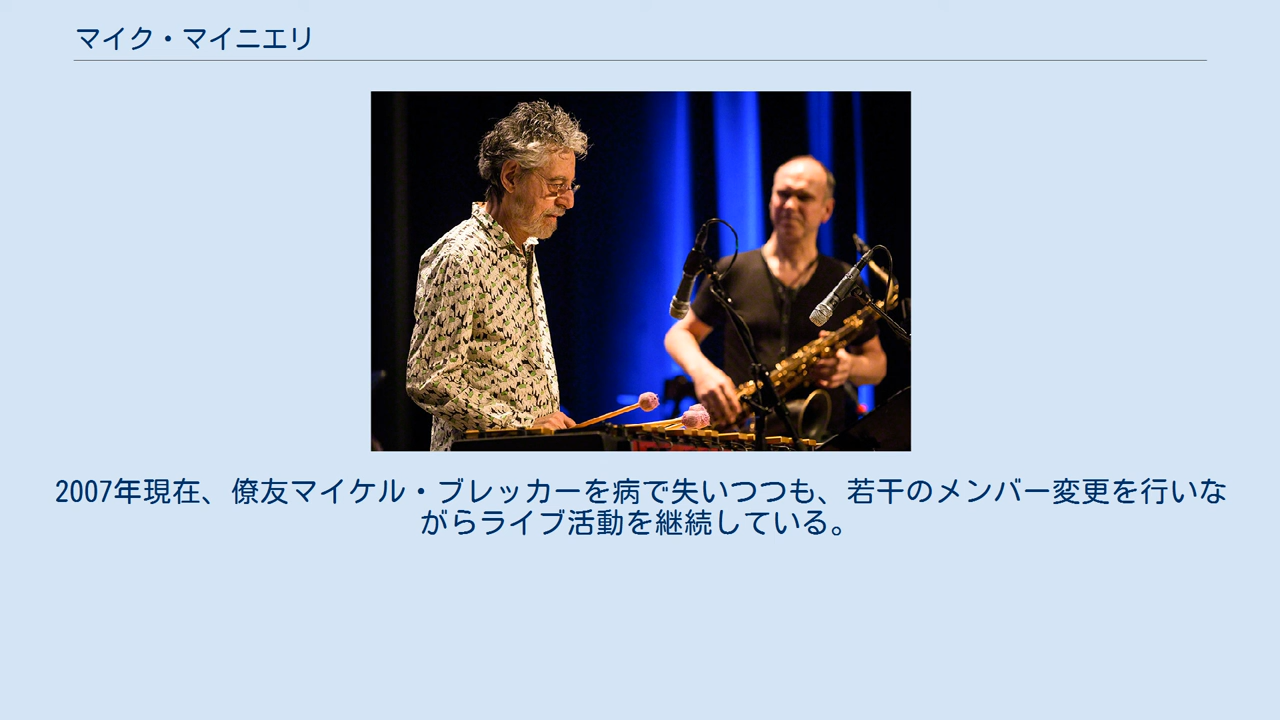 マイク・マイニエリ
2007年現在、僚友マイケル・ブレッカーを病で失いつつも、若干のメンバー変更を行いな
がらライブ活動を継続している。